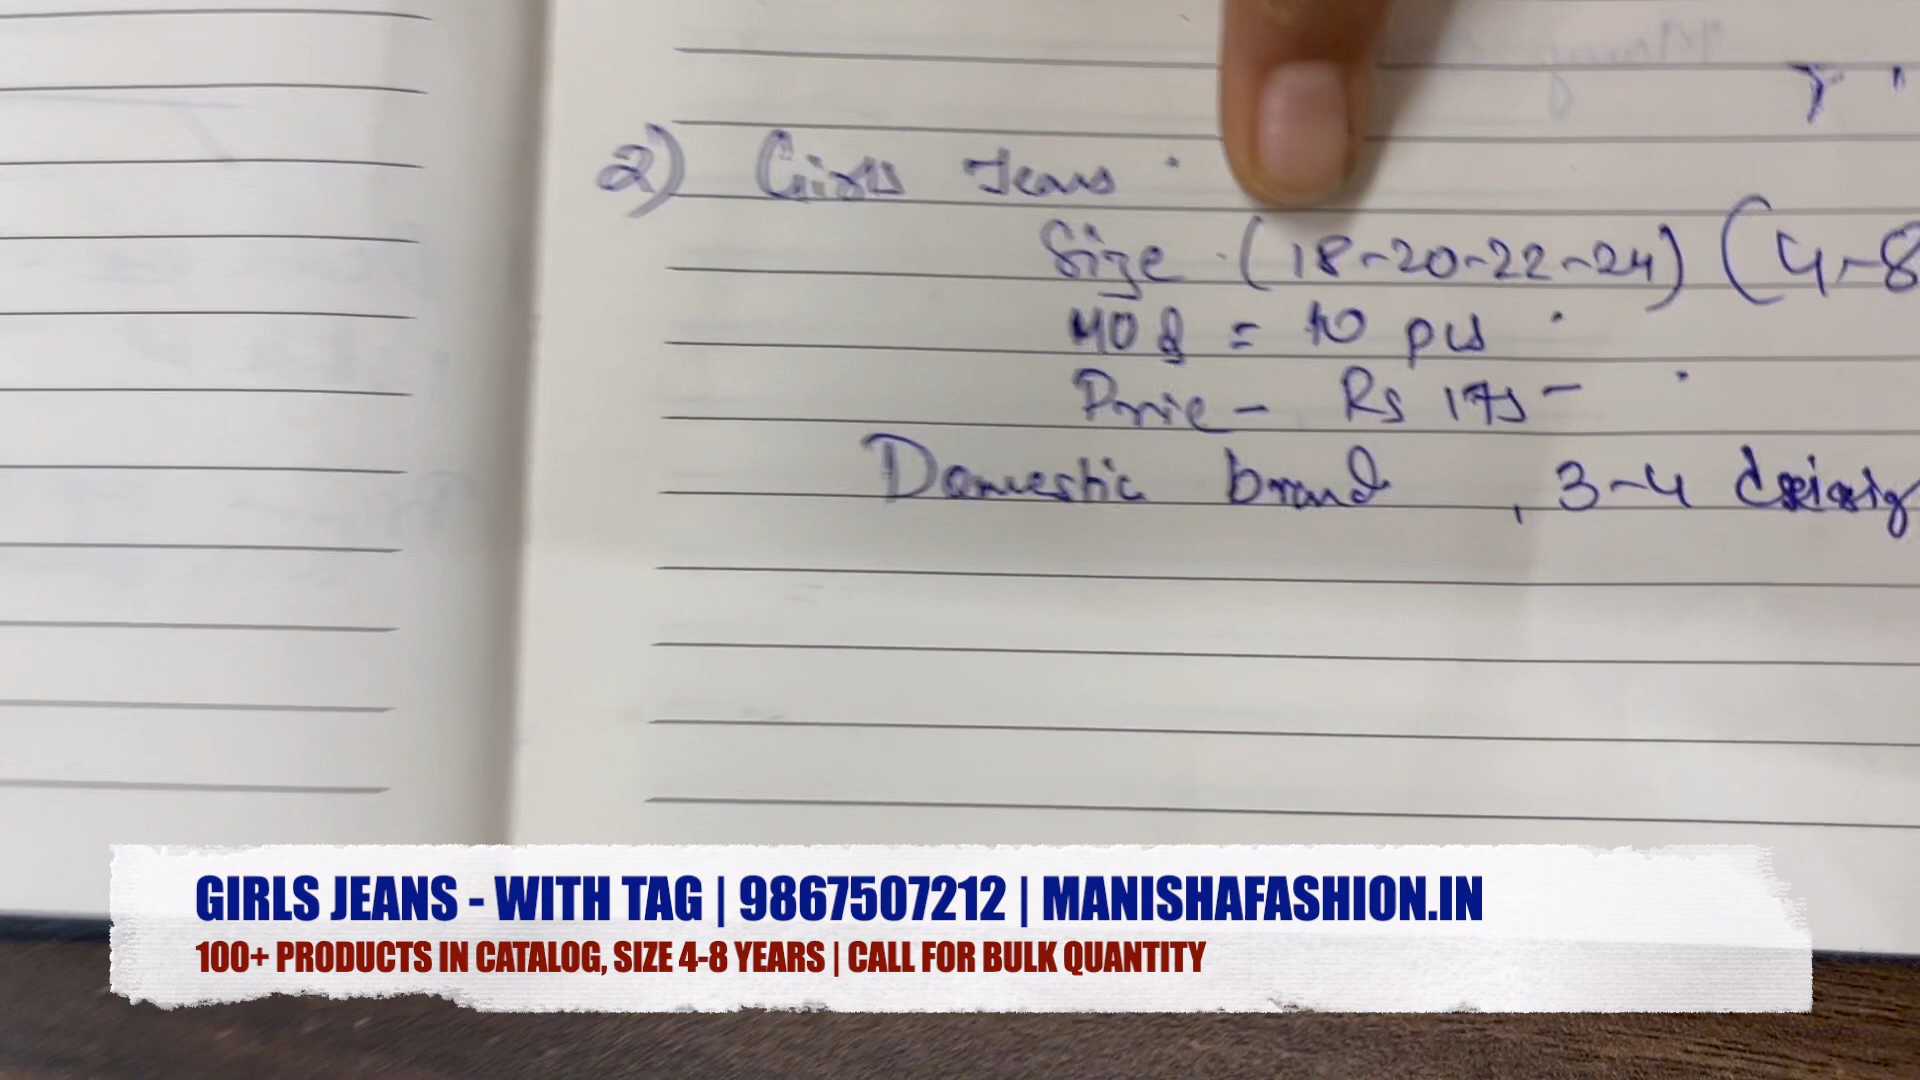 2) Girls Jeans
Size (18-20-22-24) (4-8
MOQ = 10 pcs
Price - Rs 175 -
Domestic brand , 3-4
GIRLS JEANS - WITH TAG | 9867507212 | MANISHAFASHION.IN
100+ PRODUCTS IN CATALOG, SIZE 4-8 YEARS | CALL FOR BULK QUANTITY